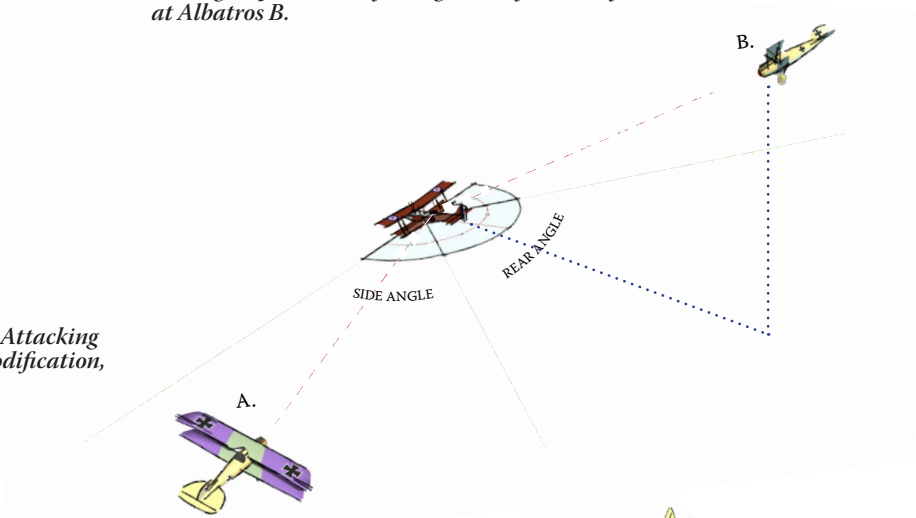 at Albatros B.
B.
REAR ANGLE
SIDE ANGLE
Attacking
odification,
A.